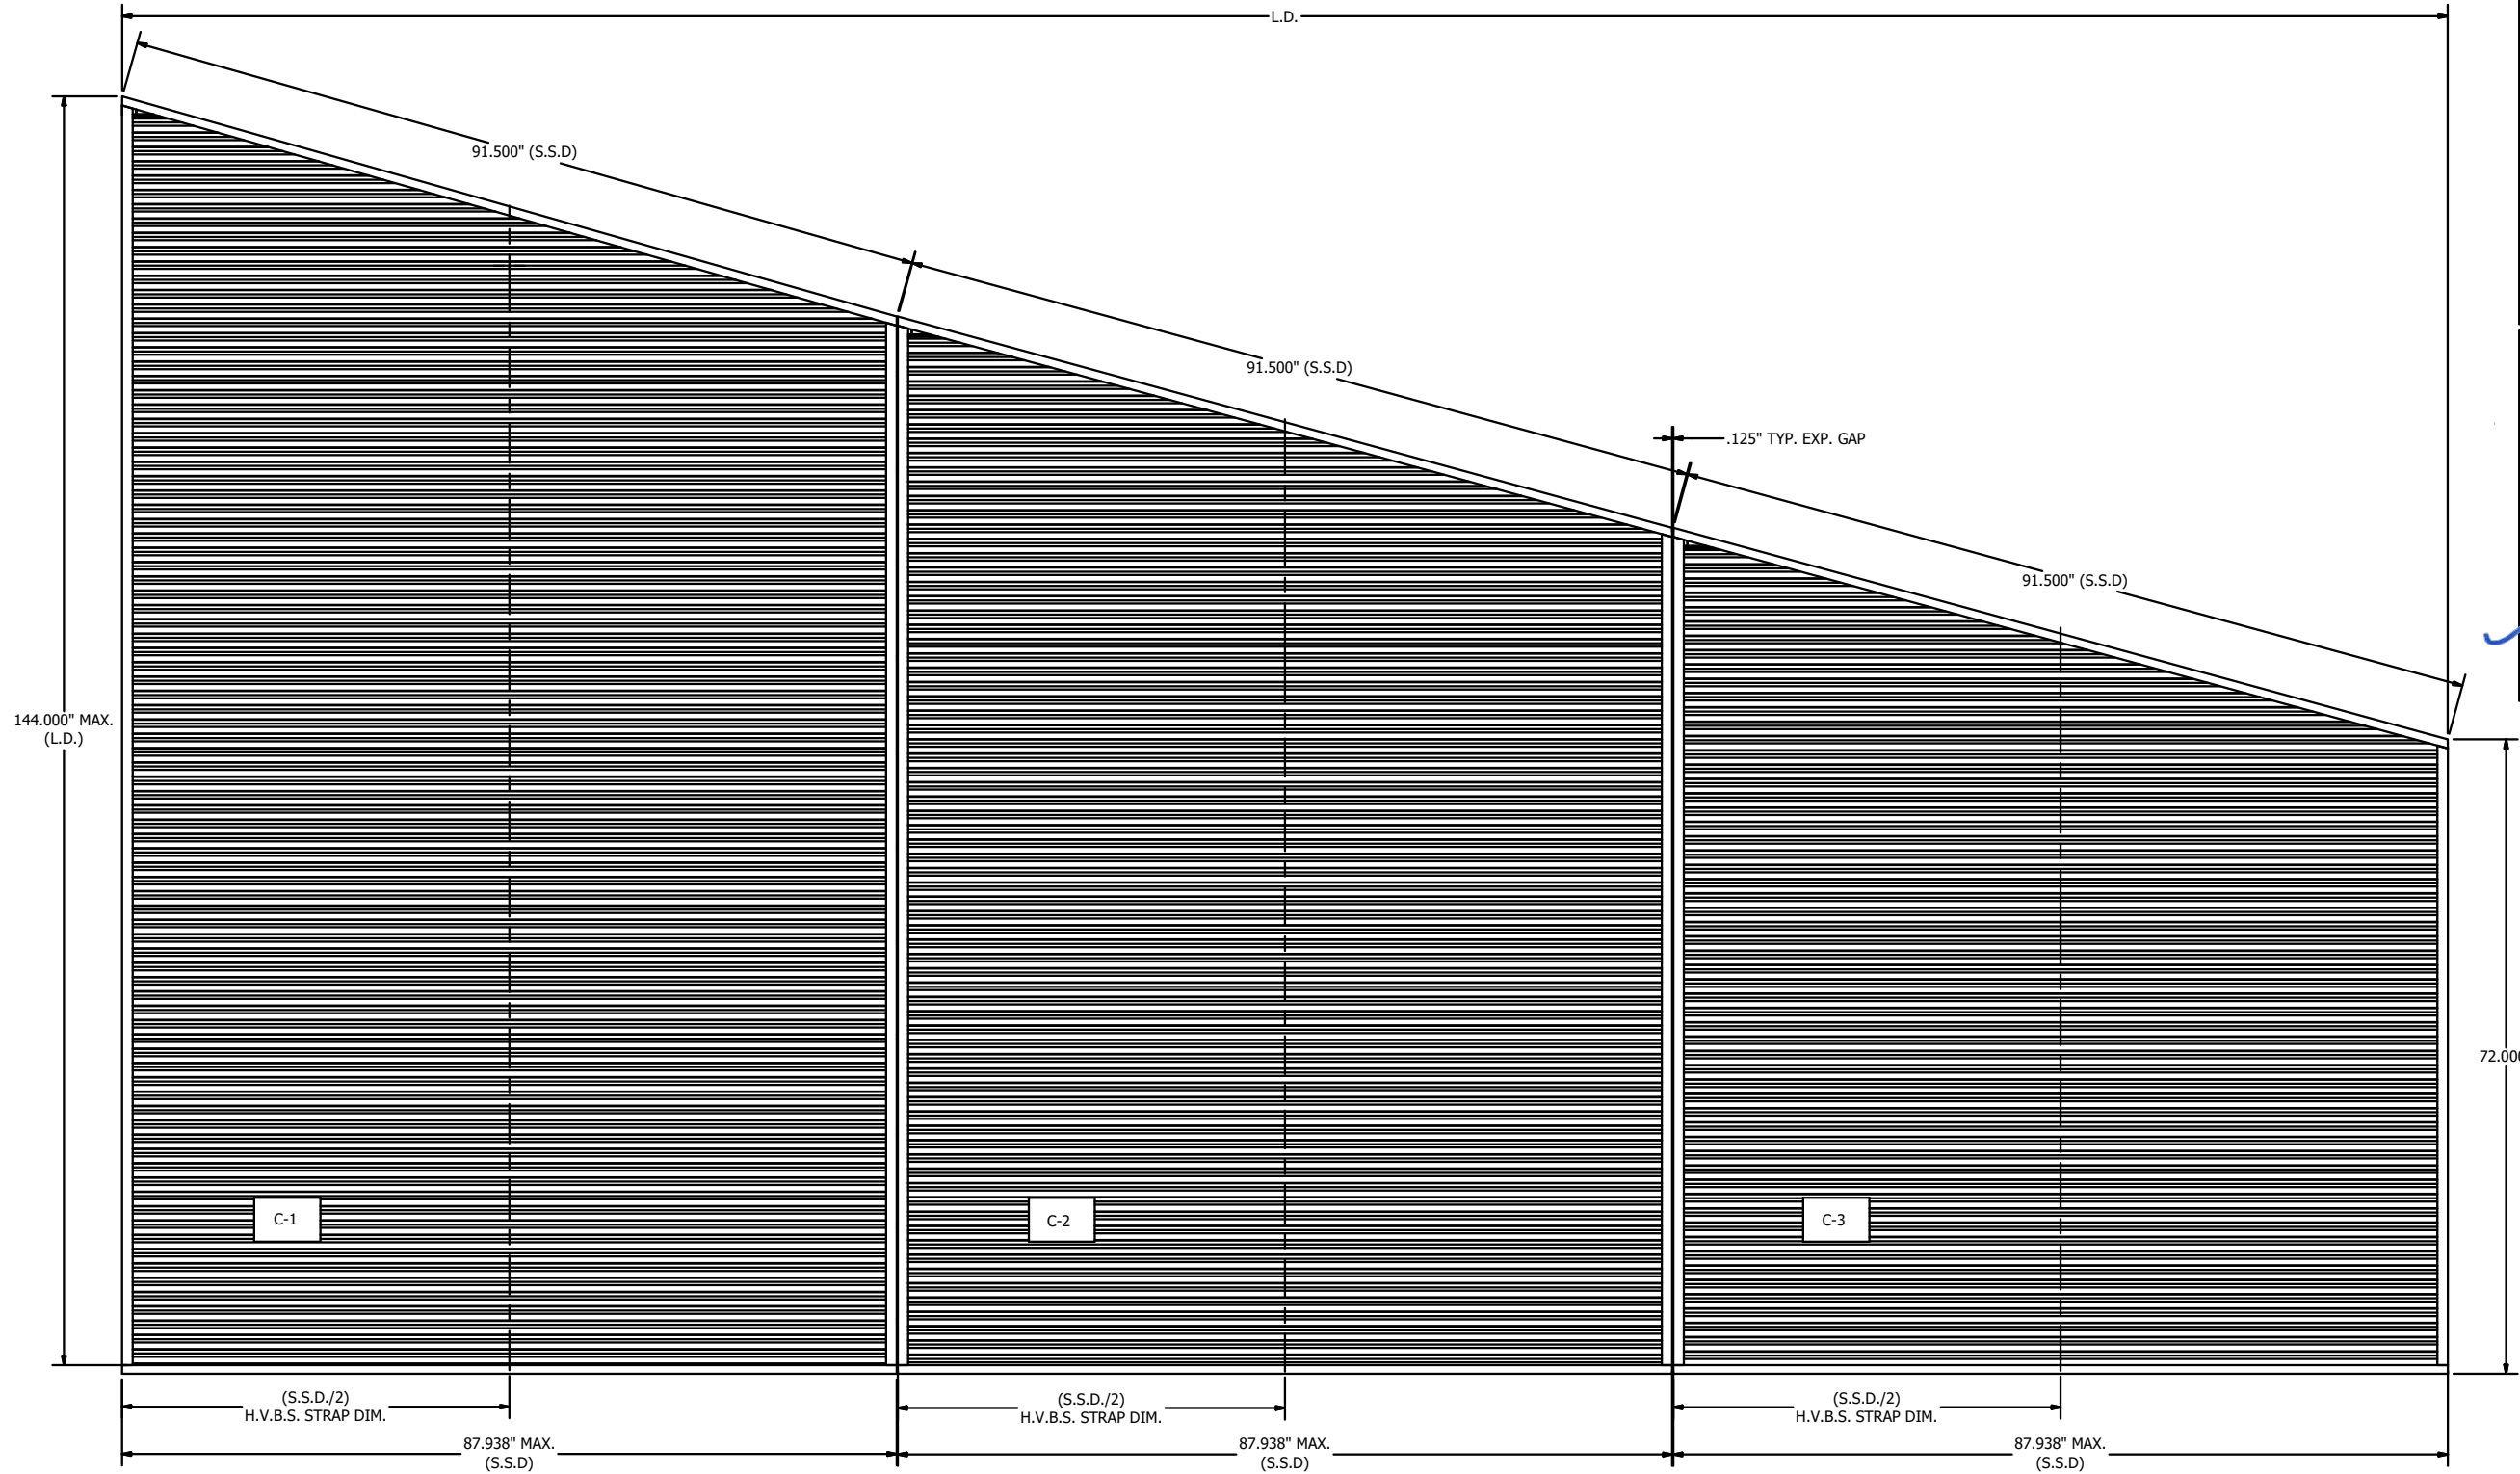 L.D.
91.500" (S.S.D)
91.500" (S.S.D)
.125" TYP. EXP. GAP
91.500" (S.S.D)
144.000" MAX.
(L.D.)
C-1
C-2
C-3
(S.S.D./2)
H.V.B.S. STRAP DIM.
(S.S.D./2)
H.V.B.S. STRAP DIM.
(S.S.D./2)
H.V.B.S. STRAP DIM.
87.938" MAX.
(S.S.D)
87.938" MAX.
(S.S.D)
87.938" MAX.
(S.S.D)